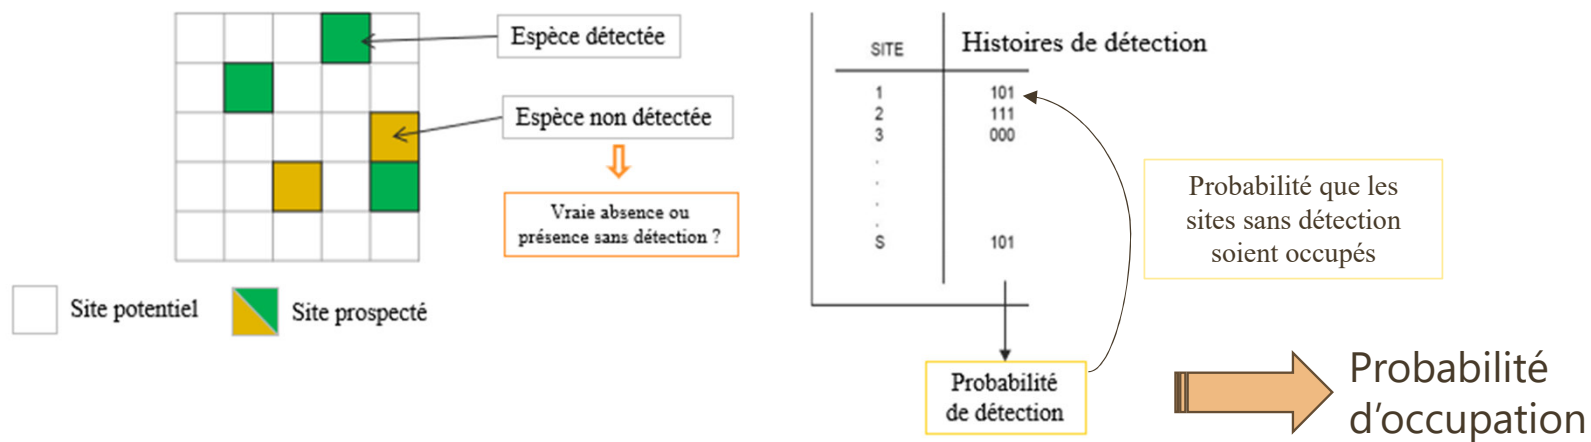 Espèce détectée
Espèce non détectée
Vraie absence ou
présence sans détection ?
Site potentiel
Site prospecté
SITE
Histoires de détection
1 101
2 111
3 000
.
.
.
.
S 101
Probabilité
de détection
Probabilité que les
sites sans détection
soient occupés
Probabilité
d’occupation